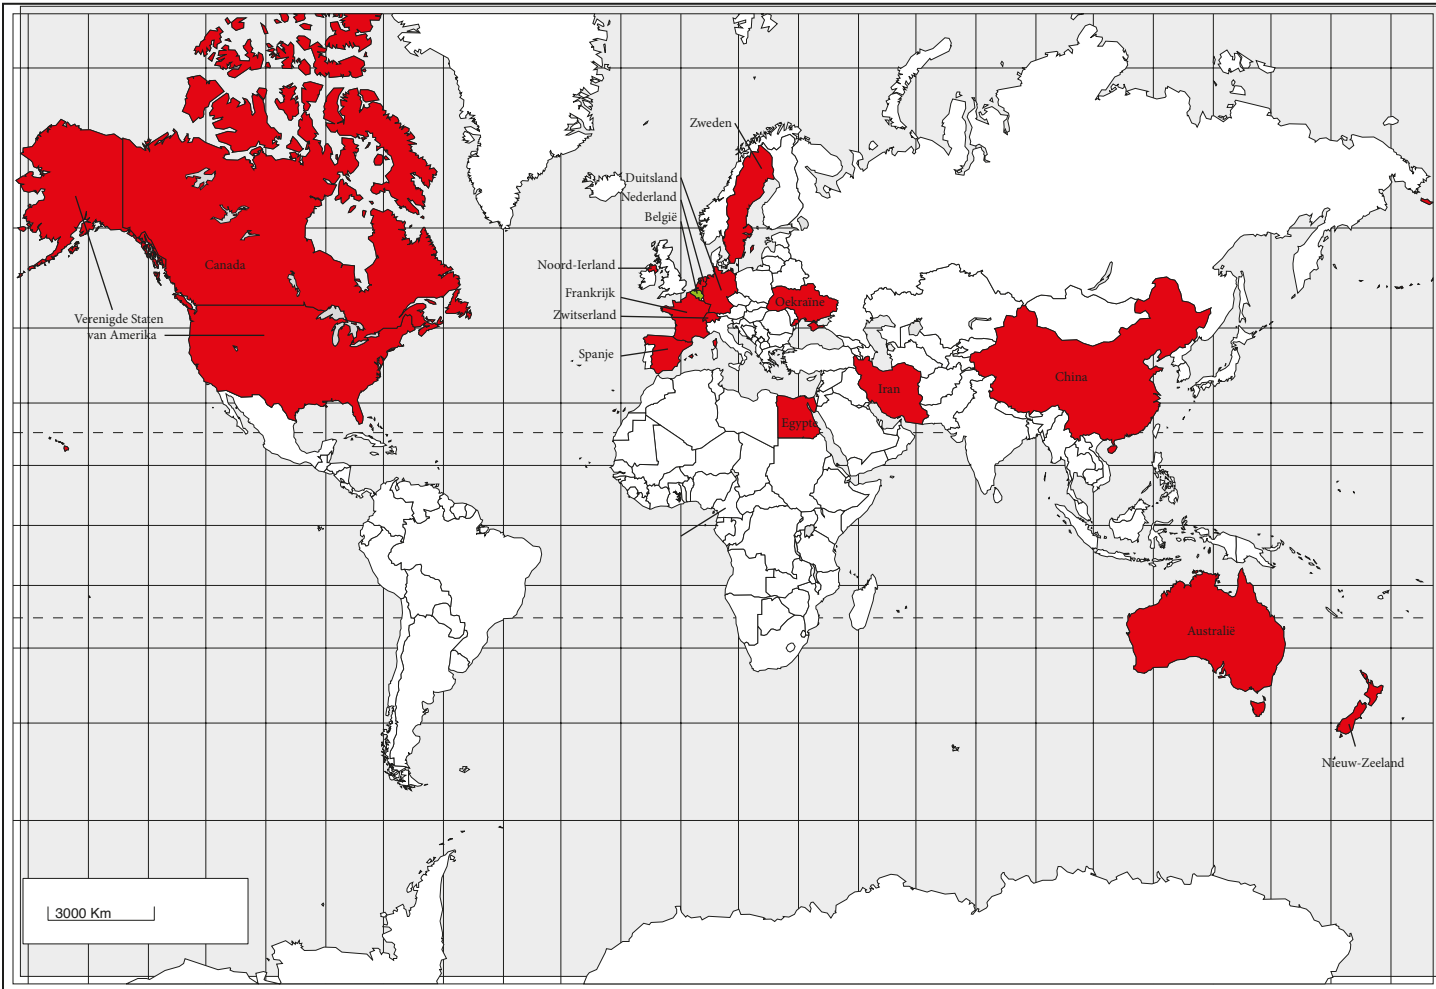 Zweden
Duitsland
Nederland
België
Noord-Ierland
Canada
Frankrijk
Oekraïne
Zwitserland
Verenigde Staten
van Amerika
Spanje
China
Iran
Egypte
Australië
Nieuw-Zeeland
3000 Km